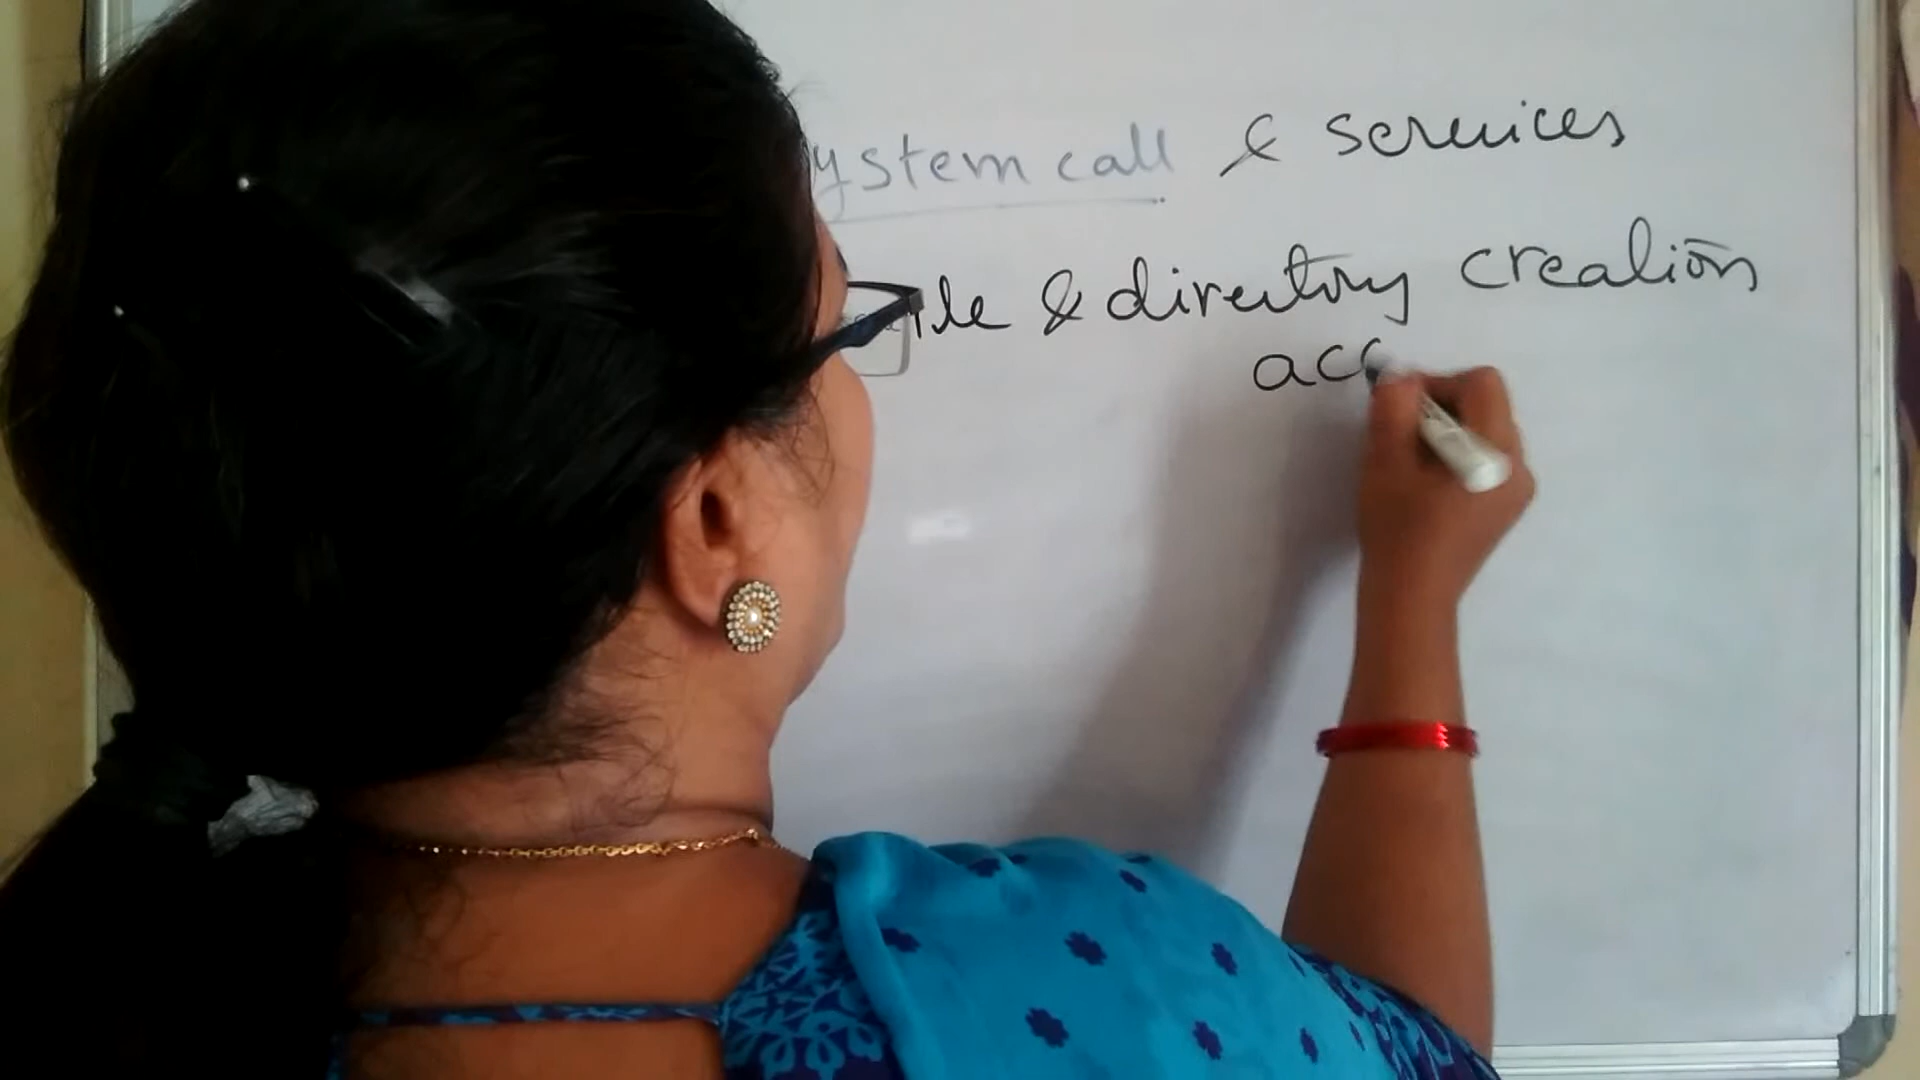 ystem call & services
ile & directory creation
acc